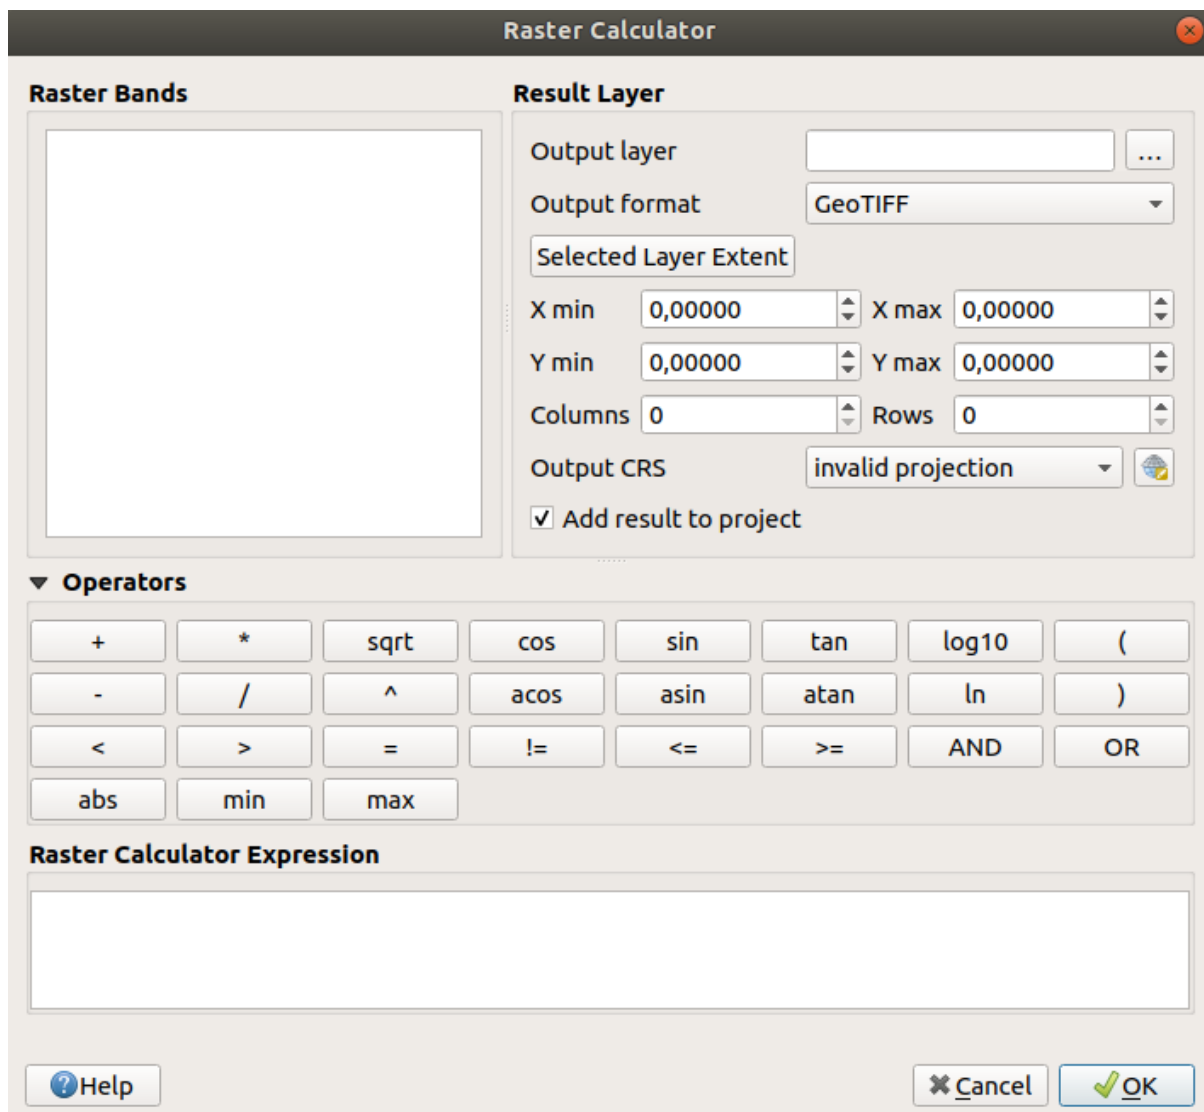 Raster Calculator
Raster Bands
Result Layer
Output layer
...
Output format GeoTIFF
Selected Layer Extent
X min 0,00000 X max 0,00000
Y min 0,00000 Y max 0,00000
Columns 0 Rows 0
Output CRS invalid projection
Add result to project
Operators
+ * sqrt cos sin tan log10 (
- / ^ acos asin atan ln )
< > = != <= >= AND OR
abs min max
Raster Calculator Expression
Help Cancel OK